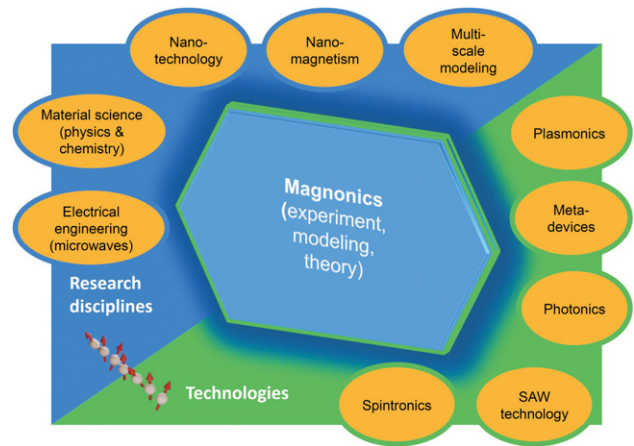 Nano-
technology
Nano-
magnetism
Multi-
scale
modeling
Material science
(physics &
chemistry)
Plasmonics
Magnonics
(experiment,
modeling,
theory)
Electrical
engineering
(microwaves)
Meta-
devices
Research
disciplines
Photonics
Technologies
Spintronics
SAW
technology